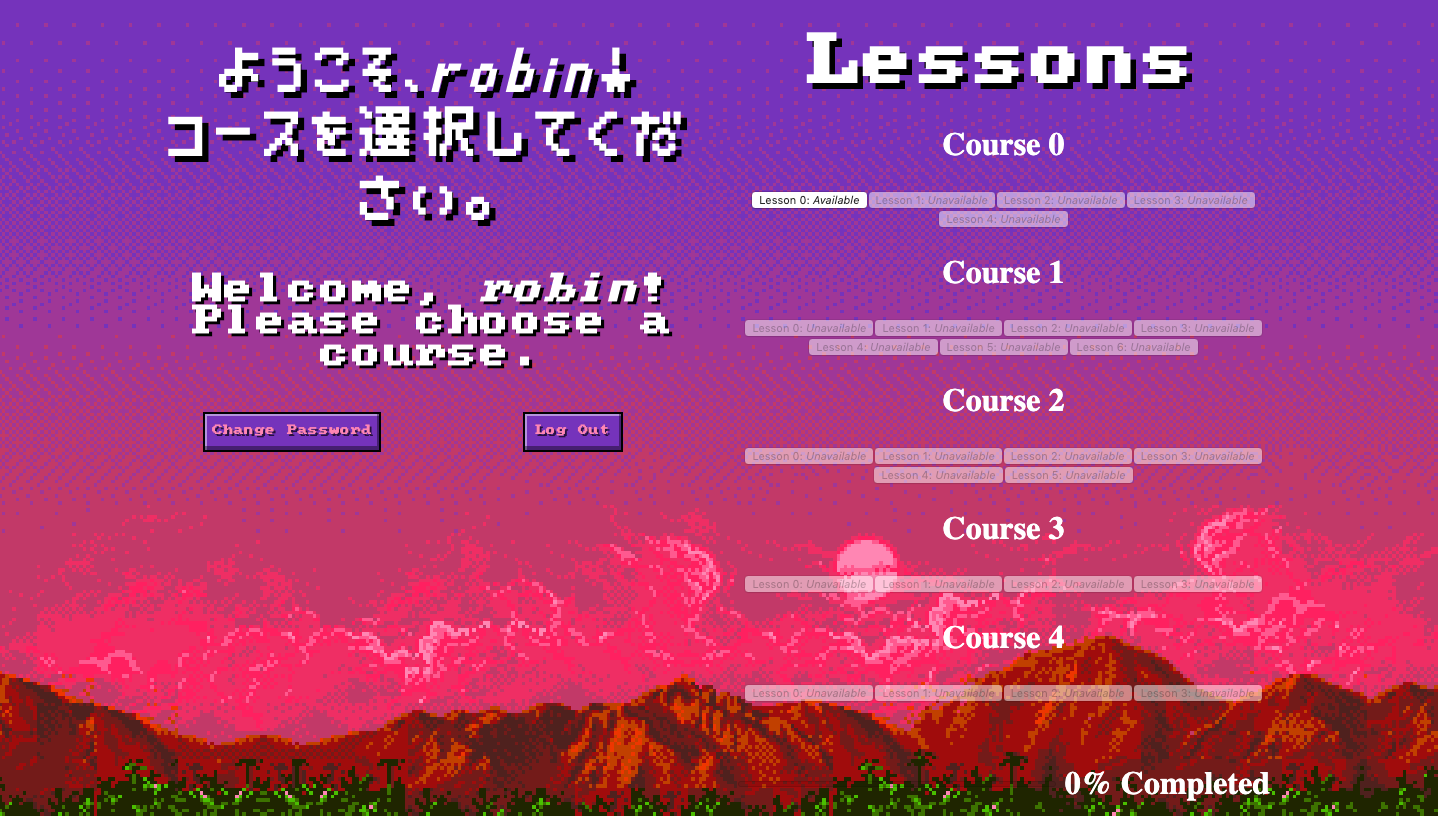 ようこそ、robin!
コースを選択してくだ
さい。
Welcome, robin!
Please choose a
course.
Change Password
Log Out
Lessons
Course 0
Lesson 0: Available
Lesson 1: Unavailable
Lesson 2: Unavailable
Lesson 3: Unavailable
Lesson 4: Unavailable
Course 1
Lesson 0: Unavailable
Lesson 1: Unavailable
Lesson 2: Unavailable
Lesson 3: Unavailable
Lesson 4: Unavailable
Lesson 5: Unavailable
Lesson 6: Unavailable
Course 2
Lesson 0: Unavailable
Lesson 1: Unavailable
Lesson 2: Unavailable
Lesson 3: Unavailable
Lesson 4: Unavailable
Lesson 5: Unavailable
Course 3
Lesson 0: Unavailable
Lesson 1: Unavailable
Lesson 2: Unavailable
Lesson 3: Unavailable
Course 4
Lesson 0: Unavailable
Lesson 1: Unavailable
Lesson 2: Unavailable
Lesson 3: Unavailable
0% Completed